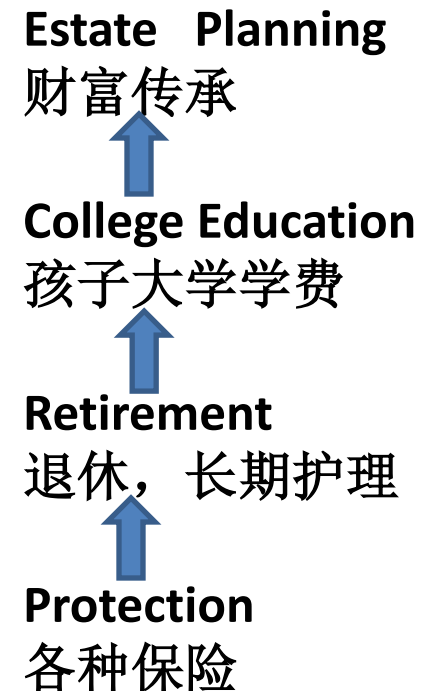 Estate Planning
财富传承
College Education
孩子大学学费
Retirement
退休，长期护理
Protection
各种保险